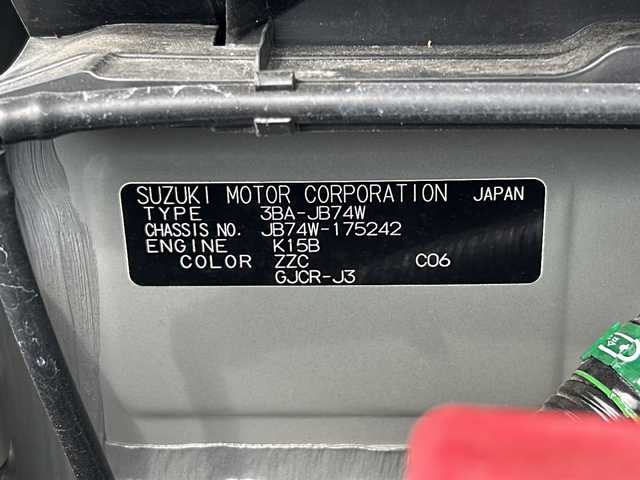 SUZUKI MOTOR CORPORATION JAPAN
TYPE 3BA-JB74W
CHASSIS NO. JB74W-175242
ENGINE K15B
COLOR ZZC C06
GJCR-J3